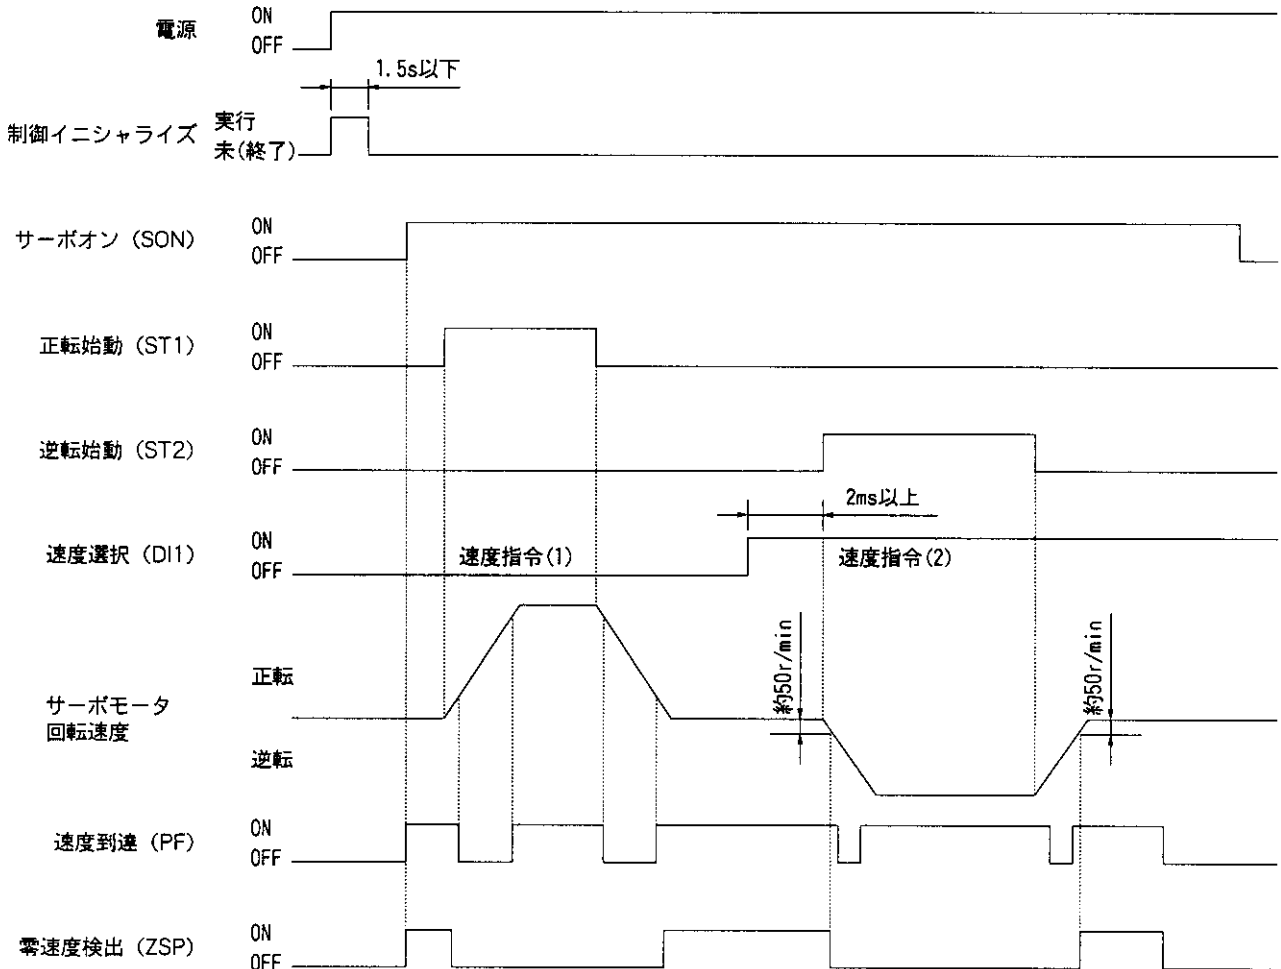 電源 ON
OFF
1.5s以下
制御イニシャライズ 実行
未(終了)
サーボオン (SON) ON
OFF
正転始動 (ST1) ON
OFF
逆転始動 (ST2) ON
OFF
2ms以上
速度選択 (DI1) ON
OFF
速度指令(1) 速度指令(2)
約50r/min 約50r/min
正転
サーボモータ
回転速度
逆転
速度到達 (PF) ON
OFF
零速度検出 (ZSP) ON
OFF